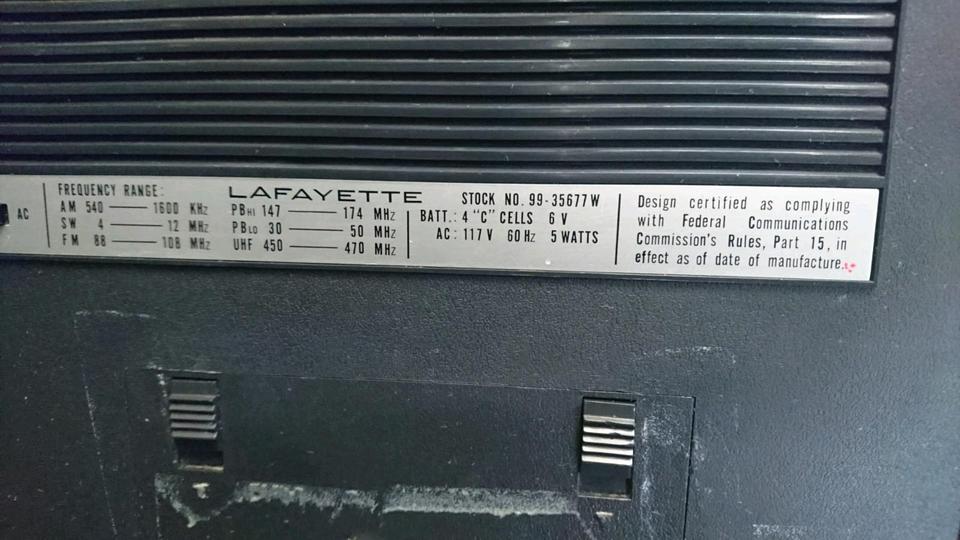 AC
FREQUENCY RANGE:
AM 540 — 1600 KHz
SW 4 — 12 MHz
FM 88 — 108 MHz
LAFAYETTE
PBHI 147 — 174 MHz
PBLO 30 — 50 MHz
UHF 450 — 470 MHz
STOCK NO. 99-35677W
BATT.: 4 "C" CELLS 6 V
AC: 117 V 60 Hz 5 WATTS
Design certified as complying
with Federal Communications
Commission's Rules, Part 15, in
effect as of date of manufacture.